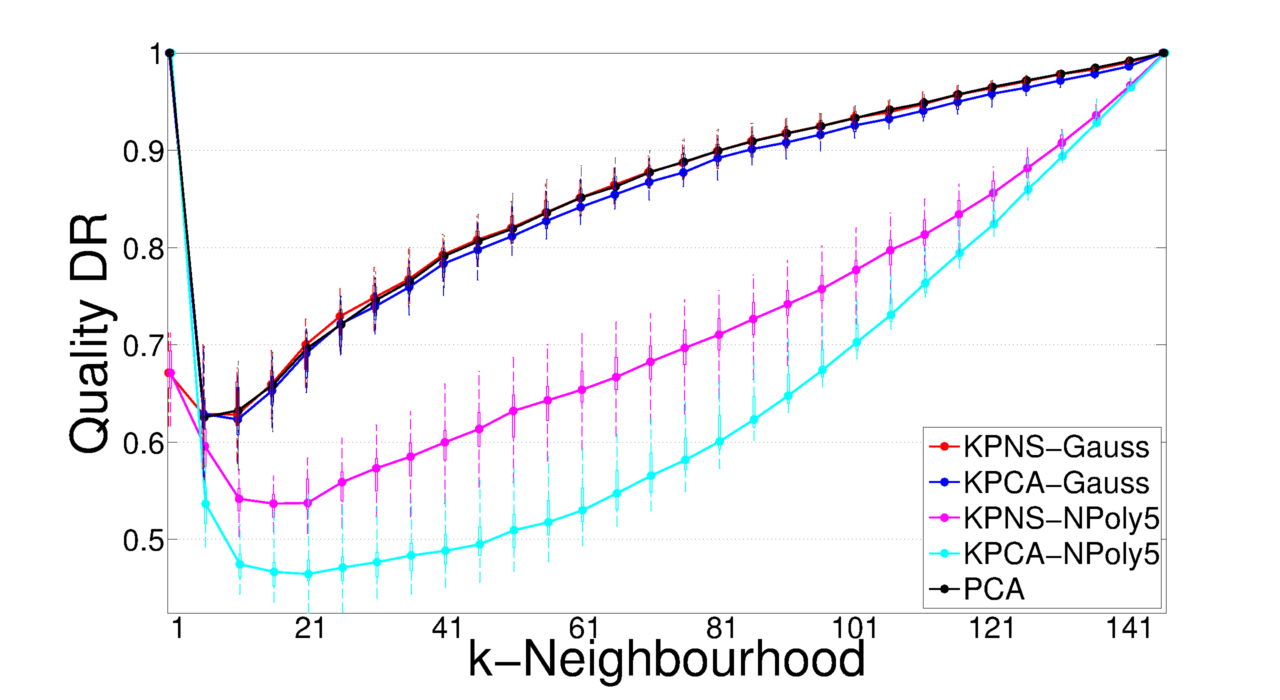 1
0.9
0.8
0.7
0.6
0.5
Quality DR
1 21 41 61 81 101 121 141
k−Neighbourhood
KPNS−Gauss
KPCA−Gauss
KPNS−NPoly5
KPCA−NPoly5
PCA